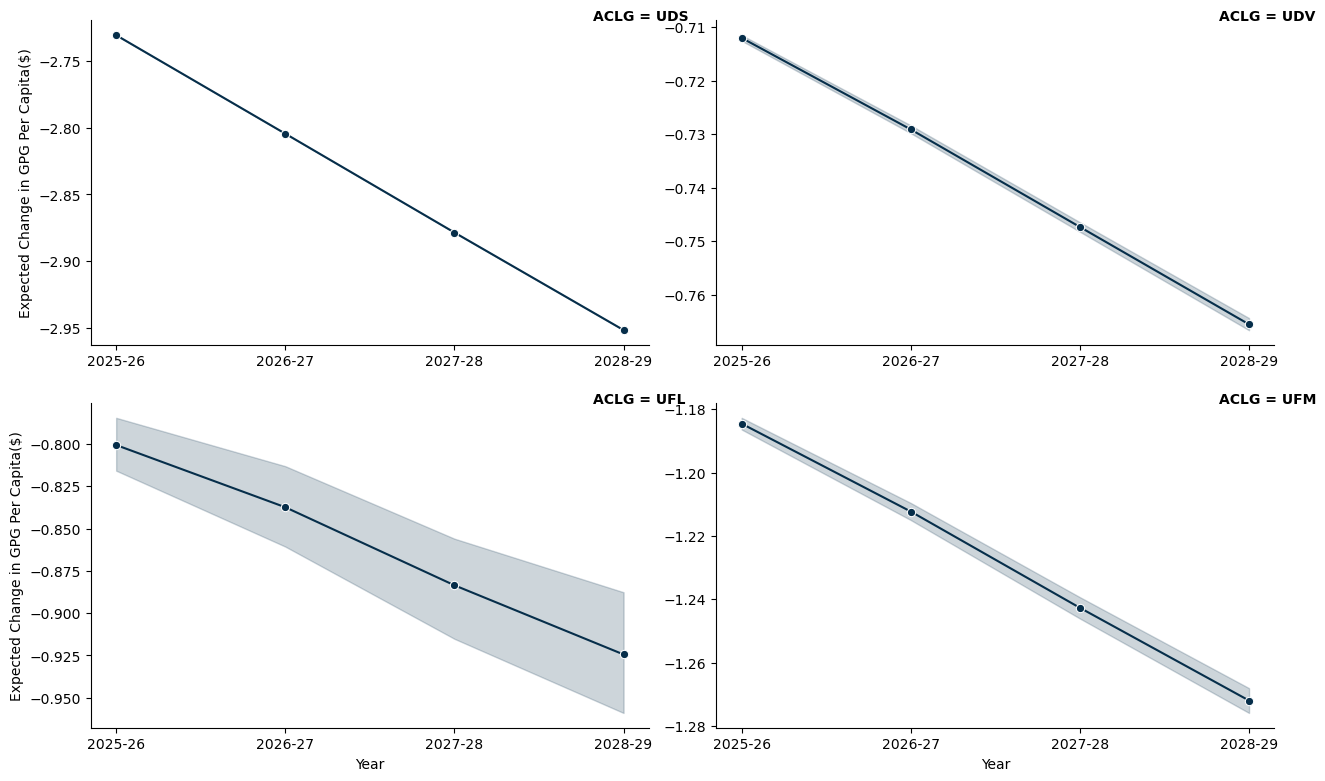 ACLG = UDS
Expected Change in GPG Per Capita($)
−2.75
−2.80
−2.85
−2.90
−2.95
2025-26 2026-27 2027-28 2028-29
ACLG = UDV
−0.71
−0.72
−0.73
−0.74
−0.75
−0.76
2025-26 2026-27 2027-28 2028-29
ACLG = UFL
Expected Change in GPG Per Capita($)
−0.800
−0.825
−0.850
−0.875
−0.900
−0.925
−0.950
2025-26 2026-27 2027-28 2028-29
Year
ACLG = UFM
−1.18
−1.20
−1.22
−1.24
−1.26
−1.28
2025-26 2026-27 2027-28 2028-29
Year